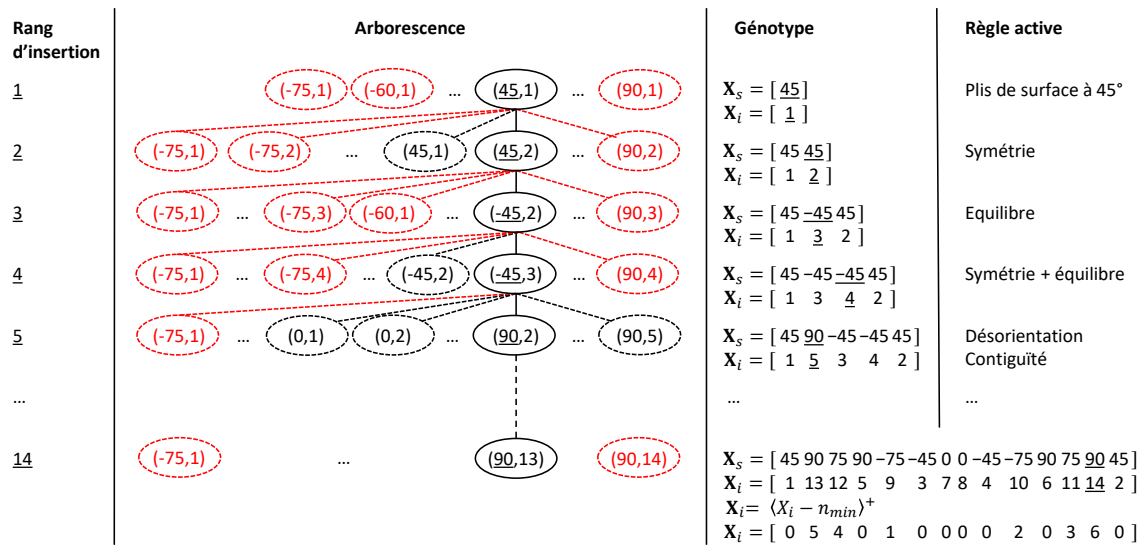 Rang d'insertion Arborescence Génotype Règle active
1 (-75,1) (-60,1) … (45,1) … (90,1) X_s = [ 45 ] Plis de surface à 45°
X_i = [ 1 ]
2 (-75,1) (-75,2) … (45,1) (45,2) … (90,2) X_s = [ 45 45 ] Symétrie
X_i = [ 1 2 ]
3 (-75,1) … (-75,3) (-60,1) … (-45,2) … (90,3) X_s = [ 45 −45 45 ] Equilibre
X_i = [ 1 3 2 ]
4 (-75,1) … (-75,4) … (-45,2) (-45,3) … (90,4) X_s = [ 45 −45 −45 45 ] Symétrie + équilibre
X_i = [ 1 3 4 2 ]
5 (-75,1) … (0,1) (0,2) … (90,2) … (90,5) X_s = [ 45 90 −45 −45 45 ] Désorientation
X_i = [ 1 5 3 4 2 ] Contiguïté
… … …
14 (-75,1) … (90,13) (90,14) X_s = [ 45 90 75 90 −75 −45 0 0 −45 −75 90 75 90 45 ]
X_i = [ 1 13 12 5 9 3 7 8 4 10 6 11 14 2 ]
X_i = ⟨X_i − n_min⟩⁺
X_i = [ 0 5 4 0 1 0 0 0 0 2 0 3 6 0 ]